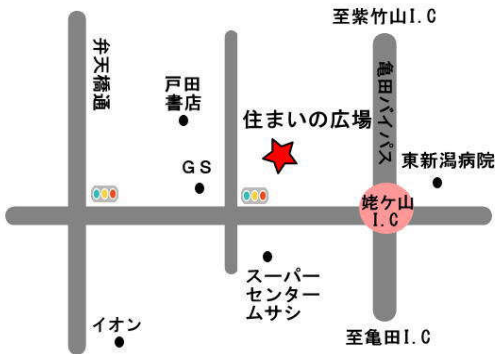 至紫竹山I.C
弁天橋通
亀田バイパス
戸田
書店
住まいの広場
東新潟病院
GS
姥ケ山
I.C
スーパー
センター
ムサシ
イオン
至亀田I.C